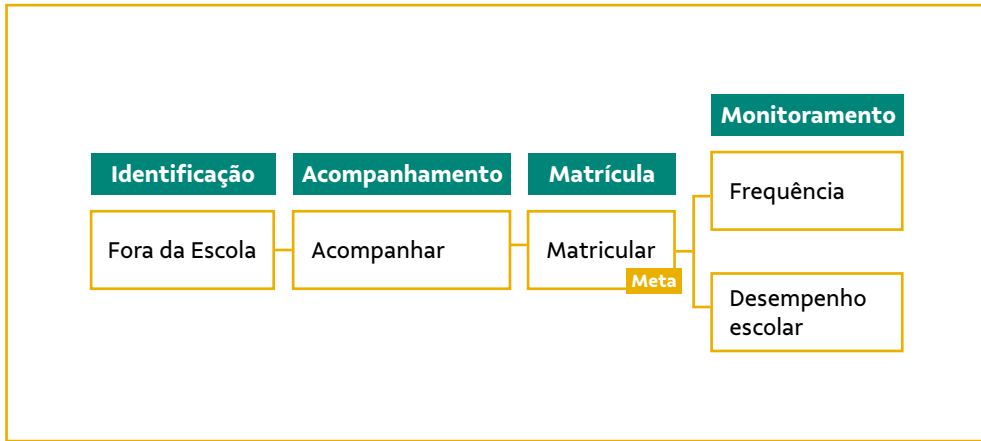 Identificação
Fora da Escola
Acompanhamento
Acompanhar
Matrícula
Matricular
Meta
Monitoramento
Frequência
Desempenho
escolar